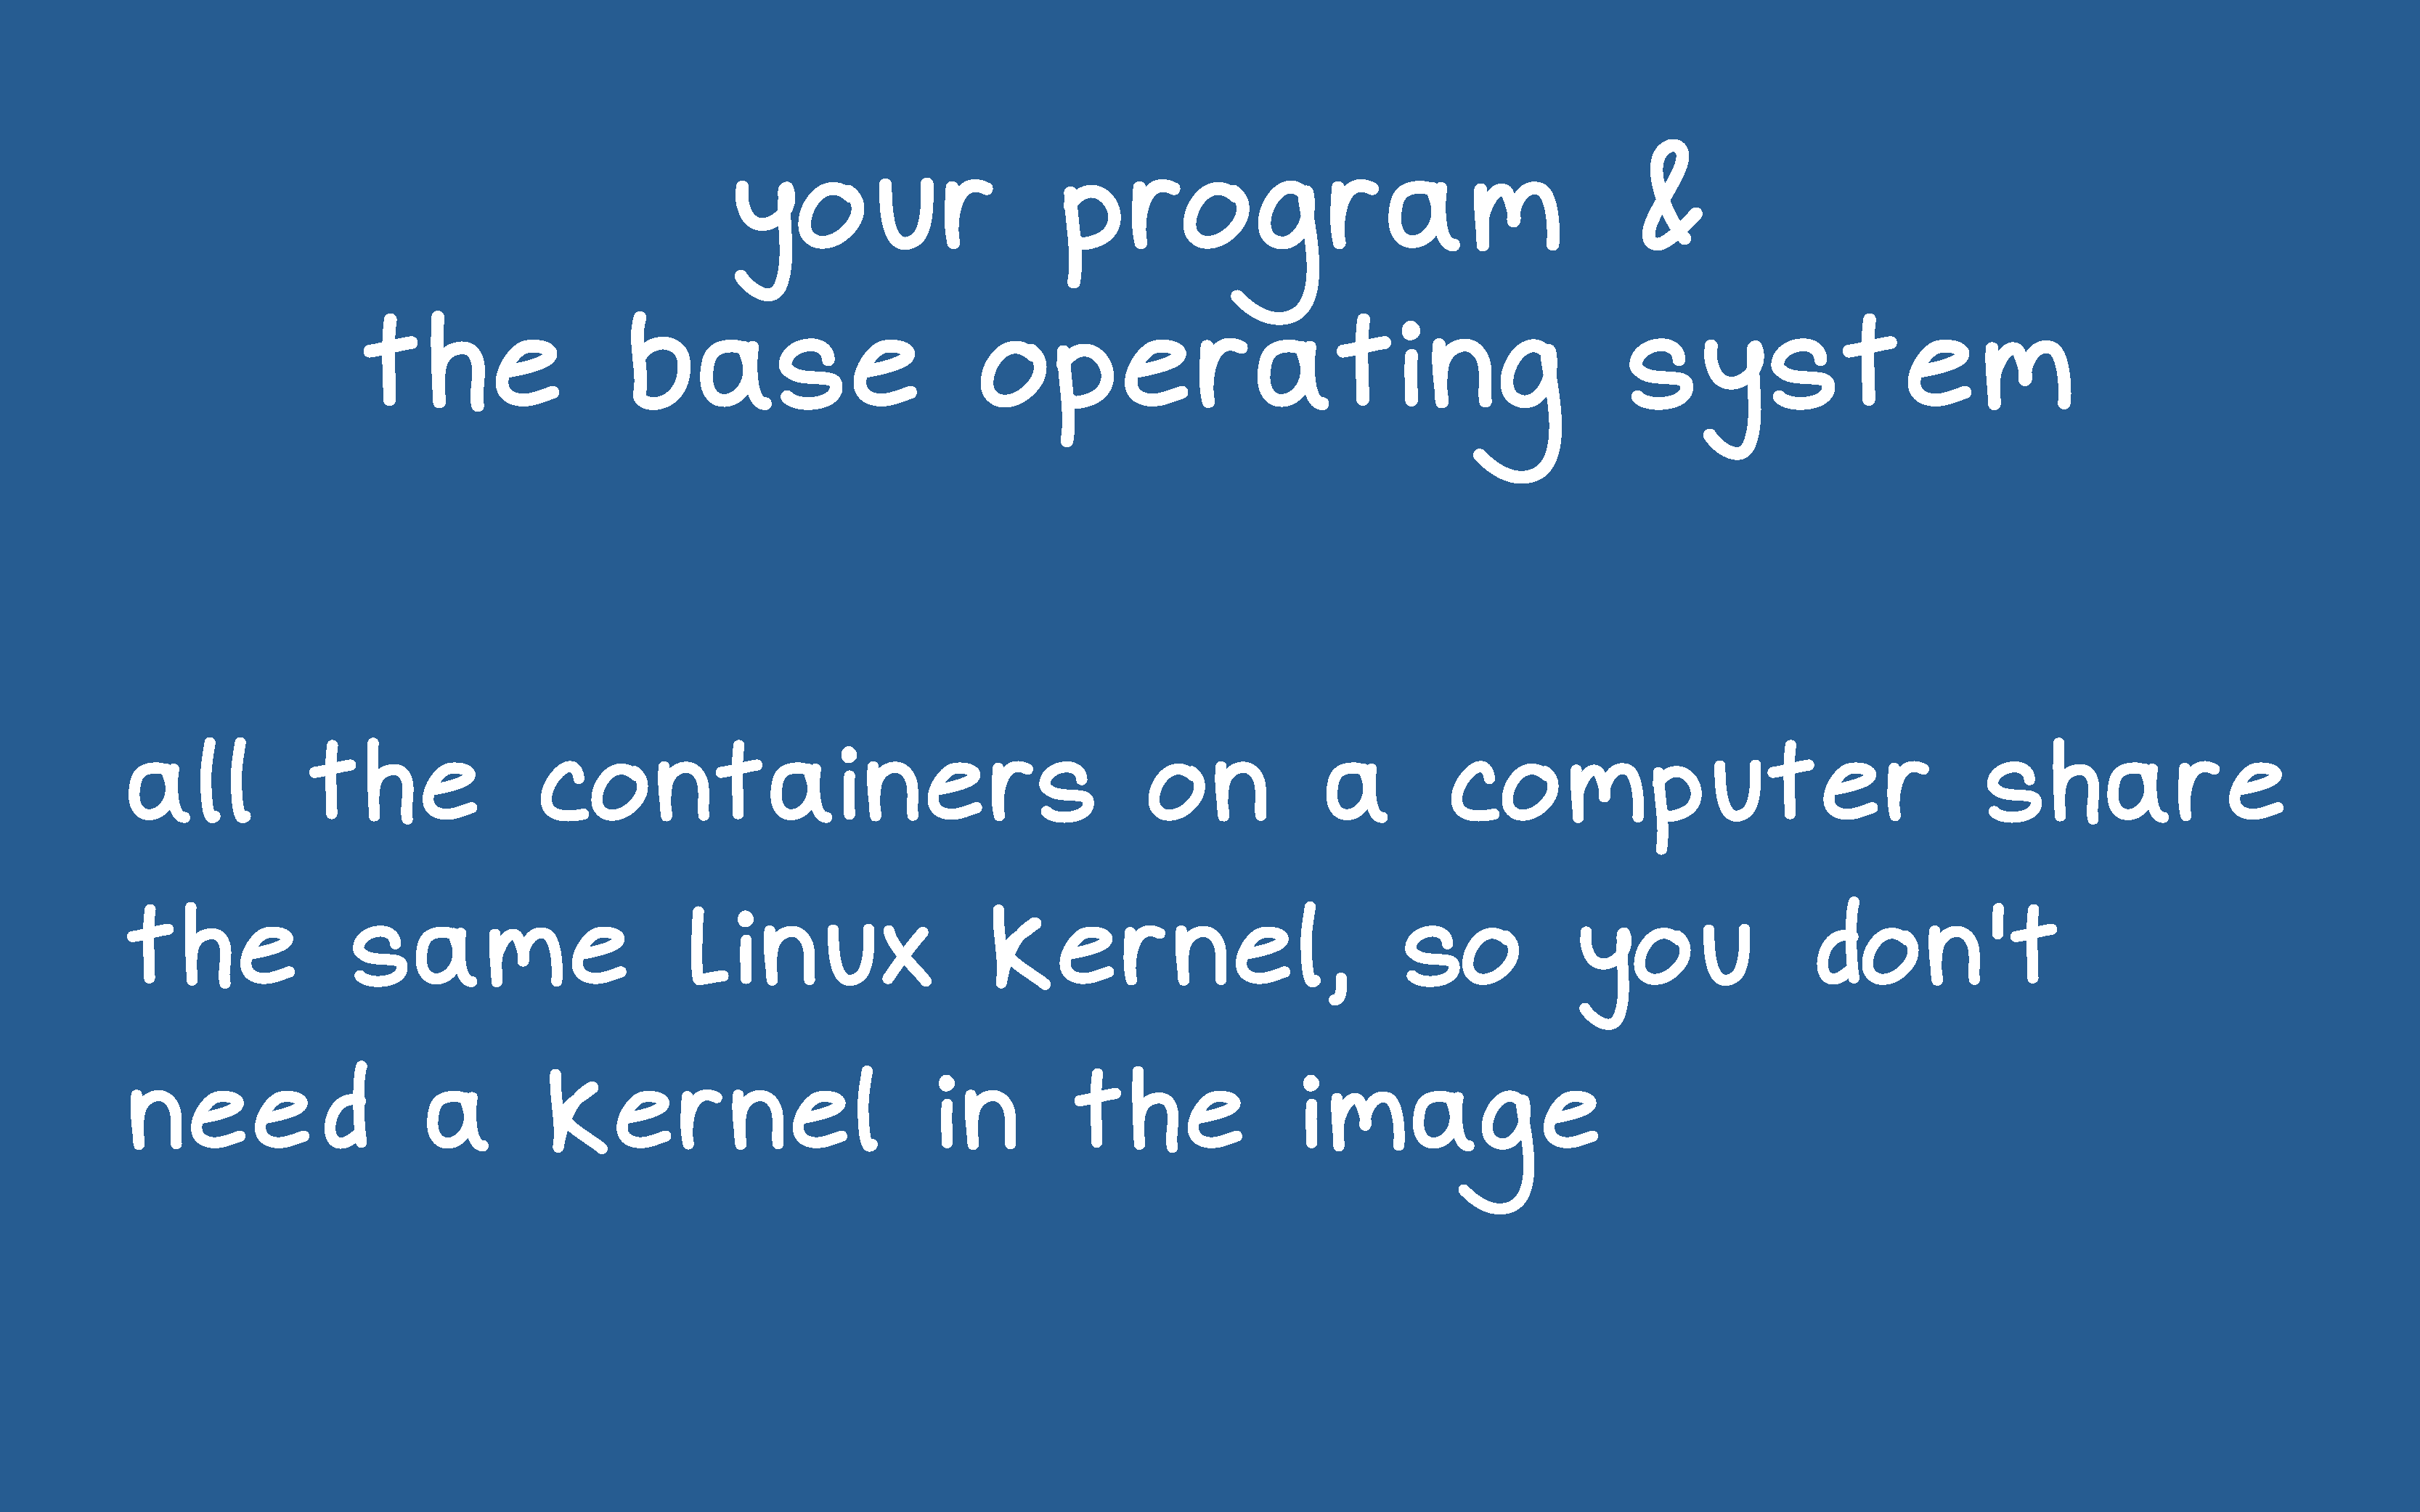 your program &
the base operating system
all the containers on a computer share
the same Linux kernel, so you don't
need a kernel in the image